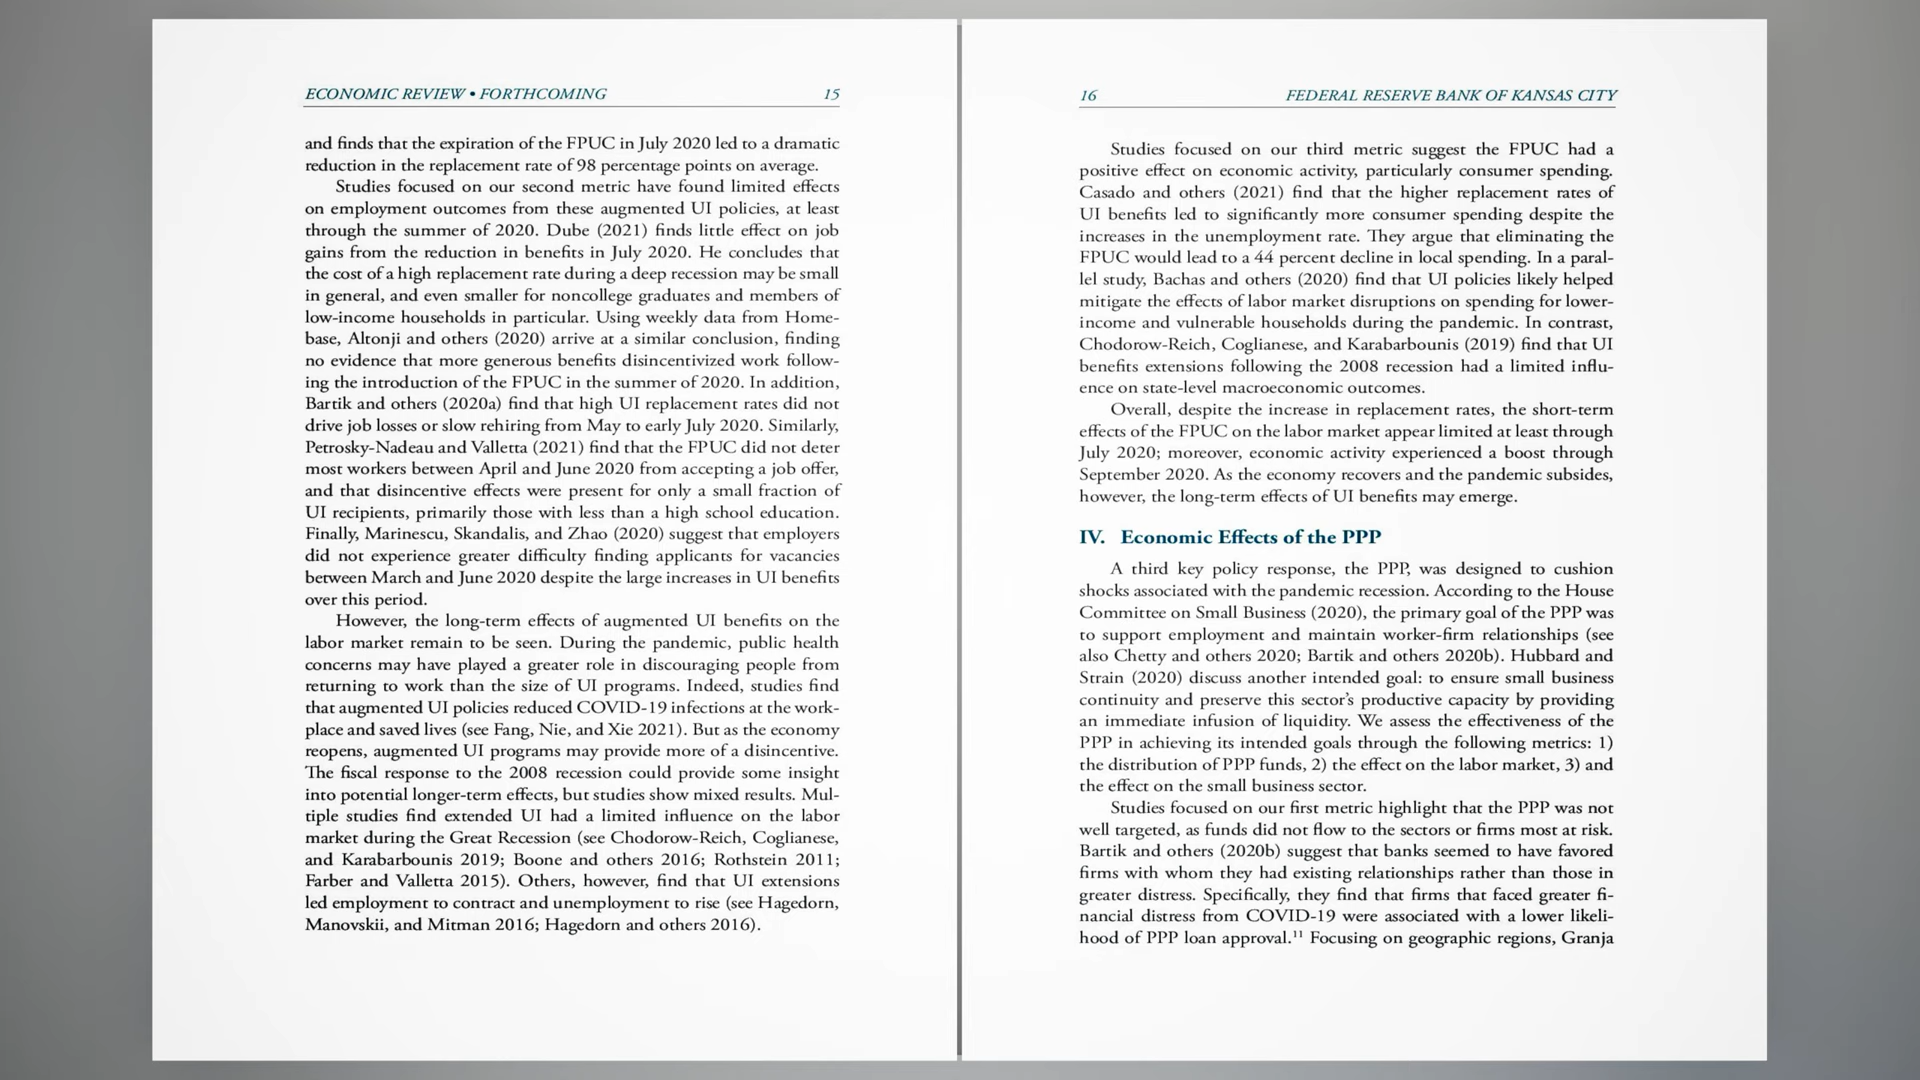 ECONOMIC REVIEW • FORTHCOMING 15
and finds that the expiration of the FPUC in July 2020 led to a dramatic
reduction in the replacement rate of 98 percentage points on average.
Studies focused on our second metric have found limited effects
on employment outcomes from these augmented UI policies, at least
through the summer of 2020. Dube (2021) finds little effect on job
gains from the reduction in benefits in July 2020. He concludes that
the cost of a high replacement rate during a deep recession may be small
in general, and even smaller for noncollege graduates and members of
low-income households in particular. Using weekly data from Home-
base, Altonji and others (2020) arrive at a similar conclusion, finding
no evidence that more generous benefits disincentivized work follow-
ing the introduction of the FPUC in the summer of 2020. In addition,
Bartik and others (2020a) find that high UI replacement rates did not
drive job losses or slow rehiring from May to early July 2020. Similarly,
Petrosky-Nadeau and Valletta (2021) find that the FPUC did not deter
most workers between April and June 2020 from accepting a job offer,
and that disincentive effects were present for only a small fraction of
UI recipients, primarily those with less than a high school education.
Finally, Marinescu, Skandalis, and Zhao (2020) suggest that employers
did not experience greater difficulty finding applicants for vacancies
between March and June 2020 despite the large increases in UI benefits
over this period.
However, the long-term effects of augmented UI benefits on the
labor market remain to be seen. During the pandemic, public health
concerns may have played a greater role in discouraging people from
returning to work than the size of UI programs. Indeed, studies find
that augmented UI policies reduced COVID-19 infections at the work-
place and saved lives (see Fang, Nie, and Xie 2021). But as the economy
reopens, augmented UI programs may provide more of a disincentive.
The fiscal response to the 2008 recession could provide some insight
into potential longer-term effects, but studies show mixed results. Mul-
tiple studies find extended UI had a limited influence on the labor
market during the Great Recession (see Chodorow-Reich, Coglianese,
and Karabarbounis 2019; Boone and others 2016; Rothstein 2011;
Farber and Valletta 2015). Others, however, find that UI extensions
led employment to contract and unemployment to rise (see Hagedorn,
Manovskii, and Mitman 2016; Hagedorn and others 2016).
16 FEDERAL RESERVE BANK OF KANSAS CITY
Studies focused on our third metric suggest the FPUC had a
positive effect on economic activity, particularly consumer spending.
Casado and others (2021) find that the higher replacement rates of
UI benefits led to significantly more consumer spending despite the
increases in the unemployment rate. They argue that eliminating the
FPUC would lead to a 44 percent decline in local spending. In a paral-
lel study, Bachas and others (2020) find that UI policies likely helped
mitigate the effects of labor market disruptions on spending for lower-
income and vulnerable households during the pandemic. In contrast,
Chodorow-Reich, Coglianese, and Karabarbounis (2019) find that UI
benefits extensions following the 2008 recession had a limited influ-
ence on state-level macroeconomic outcomes.
Overall, despite the increase in replacement rates, the short-term
effects of the FPUC on the labor market appear limited at least through
July 2020; moreover, economic activity experienced a boost through
September 2020. As the economy recovers and the pandemic subsides,
however, the long-term effects of UI benefits may emerge.
IV. Economic Effects of the PPP
A third key policy response, the PPP, was designed to cushion
shocks associated with the pandemic recession. According to the House
Committee on Small Business (2020), the primary goal of the PPP was
to support employment and maintain worker-firm relationships (see
also Chetty and others 2020; Bartik and others 2020b). Hubbard and
Strain (2020) discuss another intended goal: to ensure small business
continuity and preserve this sector's productive capacity by providing
an immediate infusion of liquidity. We assess the effectiveness of the
PPP in achieving its intended goals through the following metrics: 1)
the distribution of PPP funds, 2) the effect on the labor market, 3) and
the effect on the small business sector.
Studies focused on our first metric highlight that the PPP was not
well targeted, as funds did not flow to the sectors or firms most at risk.
Bartik and others (2020b) suggest that banks seemed to have favored
firms with whom they had existing relationships rather than those in
greater distress. Specifically, they find that firms that faced greater fi-
nancial distress from COVID-19 were associated with a lower likeli-
hood of PPP loan approval.¹¹ Focusing on geographic regions, Granja